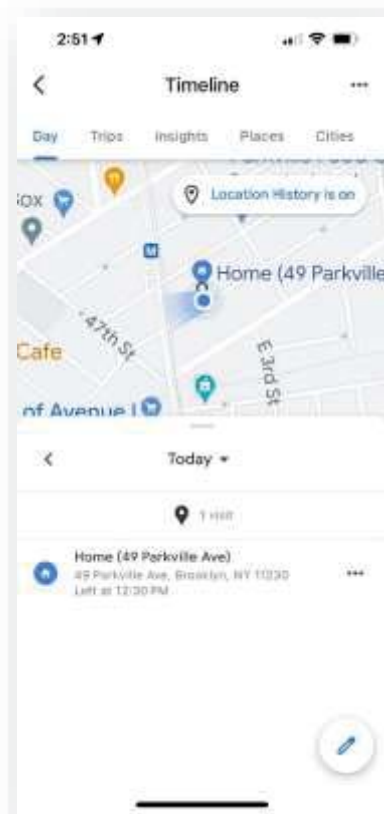 2:51
Timeline
Day Trips Insights Places Cities
Location History is on
M
Home (49 Parkville
47th St
Cafe
E 3rd St
of Avenue
Today
1 visit
Home (49 Parkville Ave)
49 Parkville Ave, Brooklyn, NY 11230
Left at 12:30 PM